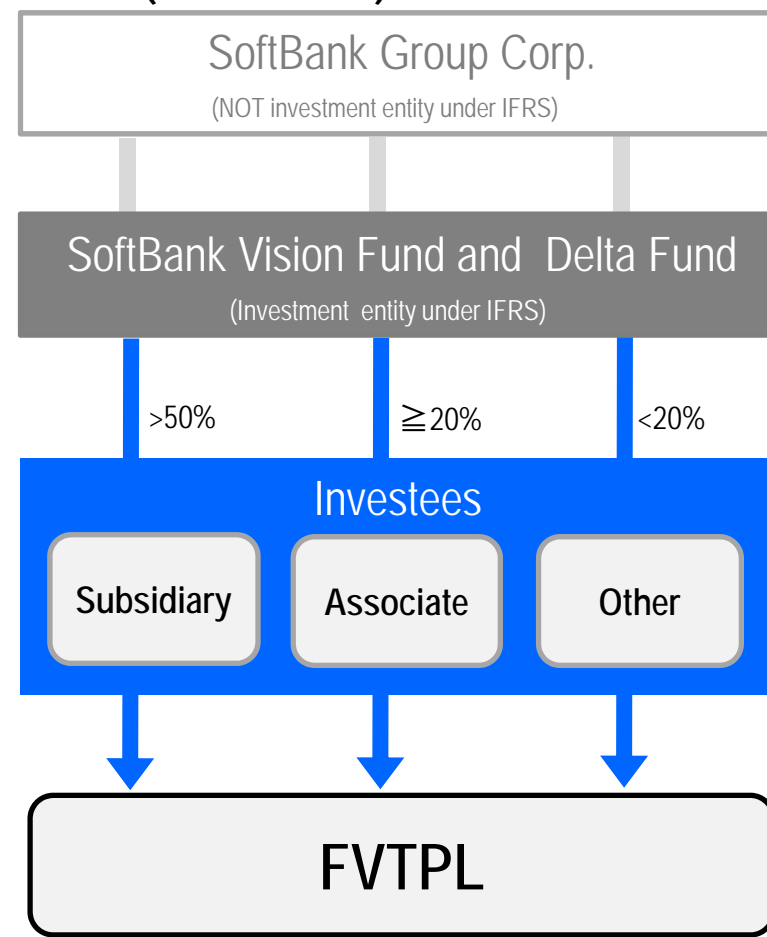 SoftBank Group Corp.
(NOT investment entity under IFRS)
SoftBank Vision Fund and Delta Fund
(Investment entity under IFRS)
>50%
≧20%
<20%
Investees
Subsidiary
Associate
Other
FVTPL